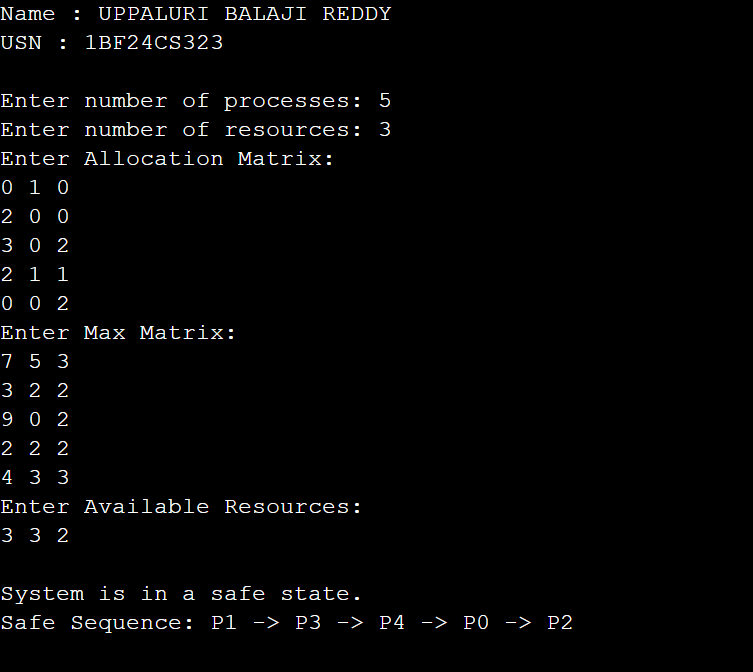 Name : UPPALURI BALAJI REDDY
USN : 1BF24CS323
Enter number of processes: 5
Enter number of resources: 3
Enter Allocation Matrix:
0 1 0
2 0 0
3 0 2
2 1 1
0 0 2
Enter Max Matrix:
7 5 3
3 2 2
9 0 2
2 2 2
4 3 3
Enter Available Resources:
3 3 2
System is in a safe state.
Safe Sequence: P1 -> P3 -> P4 -> P0 -> P2